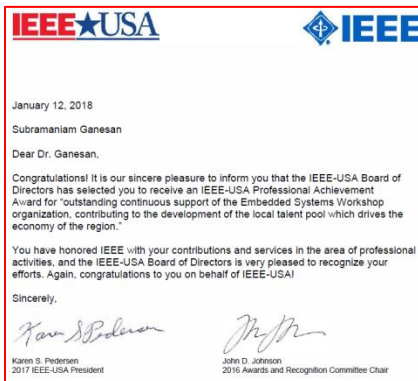 IEEE★USA IEEE
January 12, 2018
Subramaniam Ganesan
Dear Dr. Ganesan,
Congratulations! It is our sincere pleasure to inform you that the IEEE-USA Board of
Directors has selected you to receive an IEEE-USA Professional Achievement
Award for “outstanding continuous support of the Embedded Systems Workshop
organization, contributing to the development of the local talent pool which drives the
economy of the region.”
You have honored IEEE with your contributions and services in the area of professional
activities, and the IEEE-USA Board of Directors is very pleased to recognize your
efforts. Again, congratulations to you on behalf of IEEE-USA!
Sincerely,
Karen S Pedersen
Karen S. Pedersen John D. Johnson
2017 IEEE-USA President 2016 Awards and Recognition Committee Chair